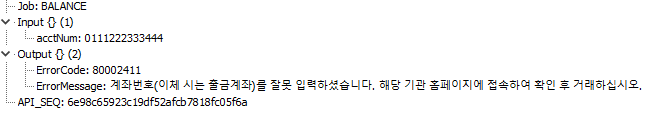 Job: BALANCE
Input {} (1)
acctNum: 0111222333444
Output {} (2)
ErrorCode: 80002411
ErrorMessage: 계좌번호(이체 시는 출금계좌)를 잘못 입력하셨습니다. 해당 기관 홈페이지에 접속하여 확인 후 거래하십시오.
API_SEQ: 6e98c65923c19df52afcb7818fc05f6a